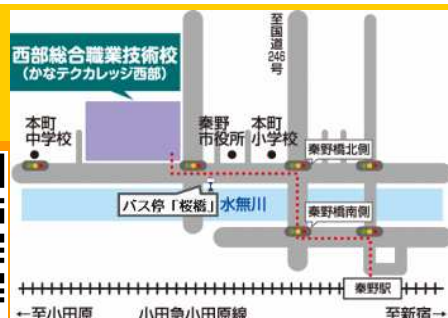 西部総合職業技術校
(かなテクカレッジ西部)
至国道246号
本町
中学校
秦野
市役所
本町
小学校
秦野橋北側
バス停「桜橋」
水無川
秦野橋南側
秦野駅
←至小田原
小田急小田原線
至新宿→